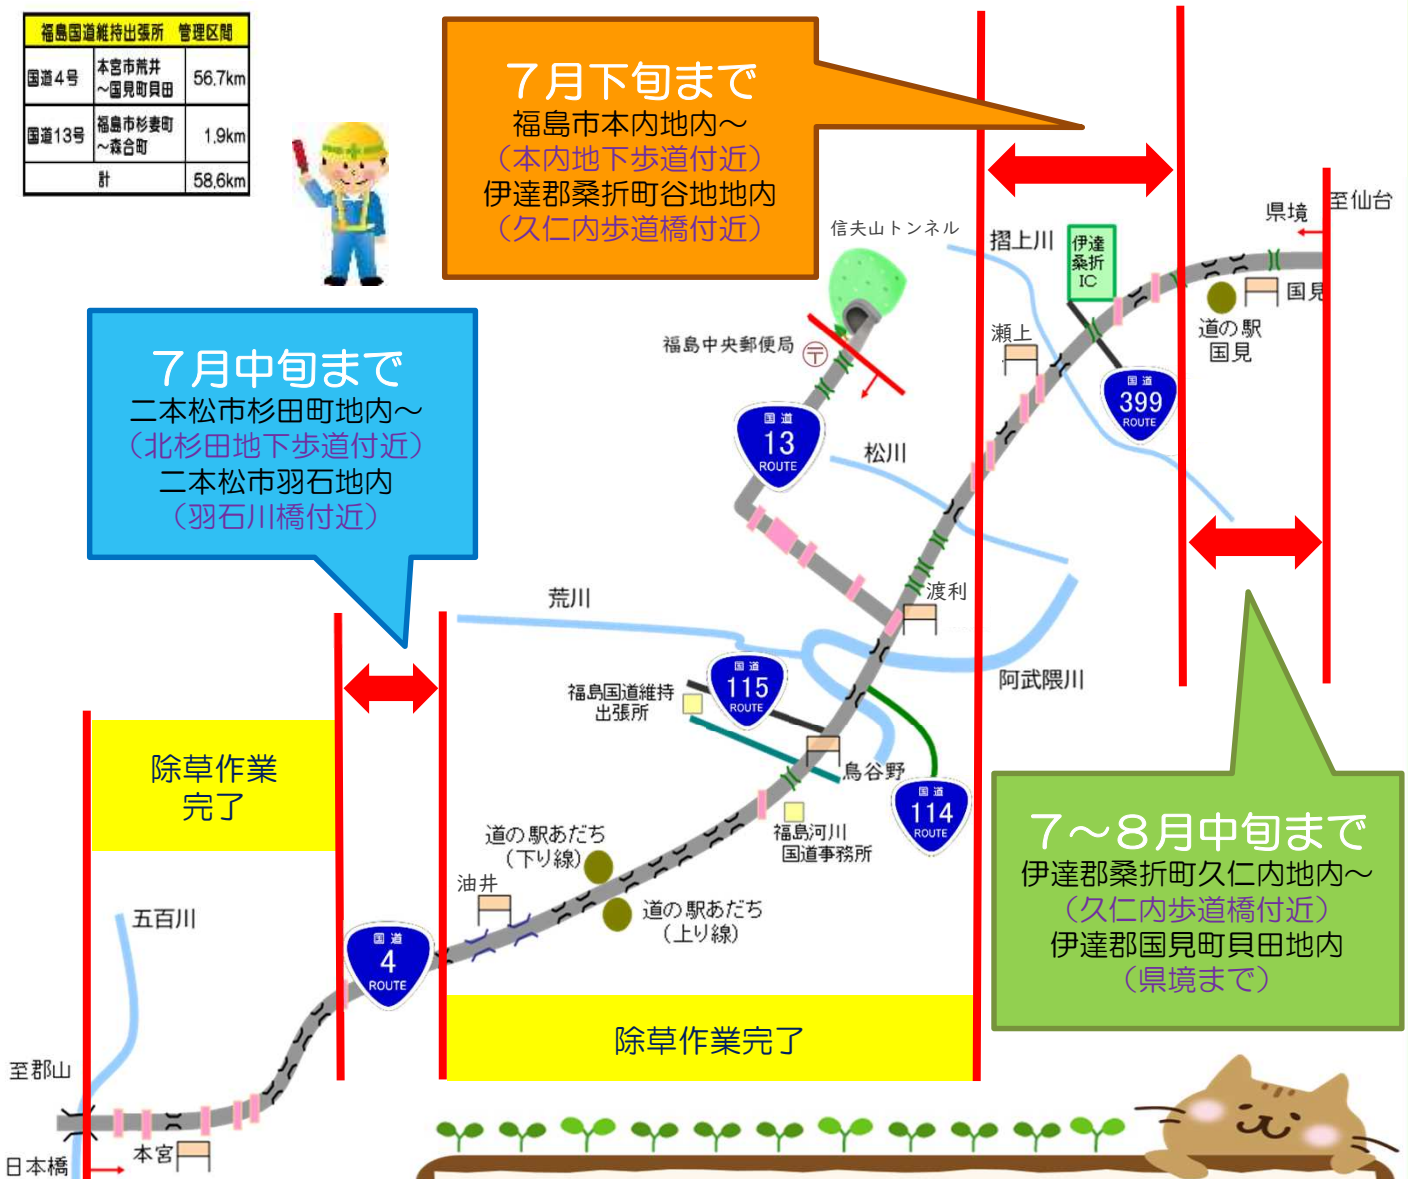 福島国道維持出張所　管理区間
国道4号
本宮市荒井
～国見町貝田
56.7km
国道13号
福島市杉妻町
～森合町
1.9km
計
58.6km
７月下旬まで
福島市本内地内～
（本内地下歩道付近）
伊達郡桑折町谷地地内
（久仁内歩道橋付近）
信夫山トンネル
摺上川
伊達
桑折
IC
県境
至仙台
国見
道の駅
国見
瀬上
福島中央郵便局
国道
399
ROUTE
国道
13
ROUTE
松川
７月中旬まで
二本松市杉田町地内～
（北杉田地下歩道付近）
二本松市羽石地内
（羽石川橋付近）
荒川
渡利
阿武隈川
国道
115
ROUTE
福島国道維持
出張所
鳥谷野
国道
114
ROUTE
福島河川
国道事務所
除草作業
完了
道の駅あだち
（下り線）
油井
道の駅あだち
（上り線）
７～８月中旬まで
伊達郡桑折町久仁内地内～
（久仁内歩道橋付近）
伊達郡国見町貝田地内
（県境まで）
五百川
国道
4
ROUTE
除草作業完了
至郡山
本宮
日本橋